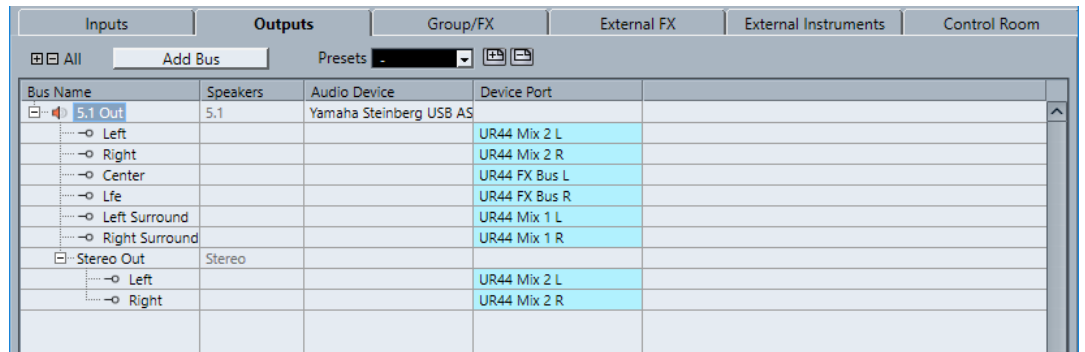 Inputs Outputs Group/FX External FX External Instruments Control Room
All Add Bus Presets -
Bus Name Speakers Audio Device Device Port
5.1 Out 5.1 Yamaha Steinberg USB AS
Left UR44 Mix 2 L
Right UR44 Mix 2 R
Center UR44 FX Bus L
Lfe UR44 FX Bus R
Left Surround UR44 Mix 1 L
Right Surround UR44 Mix 1 R
Stereo Out Stereo
Left UR44 Mix 2 L
Right UR44 Mix 2 R